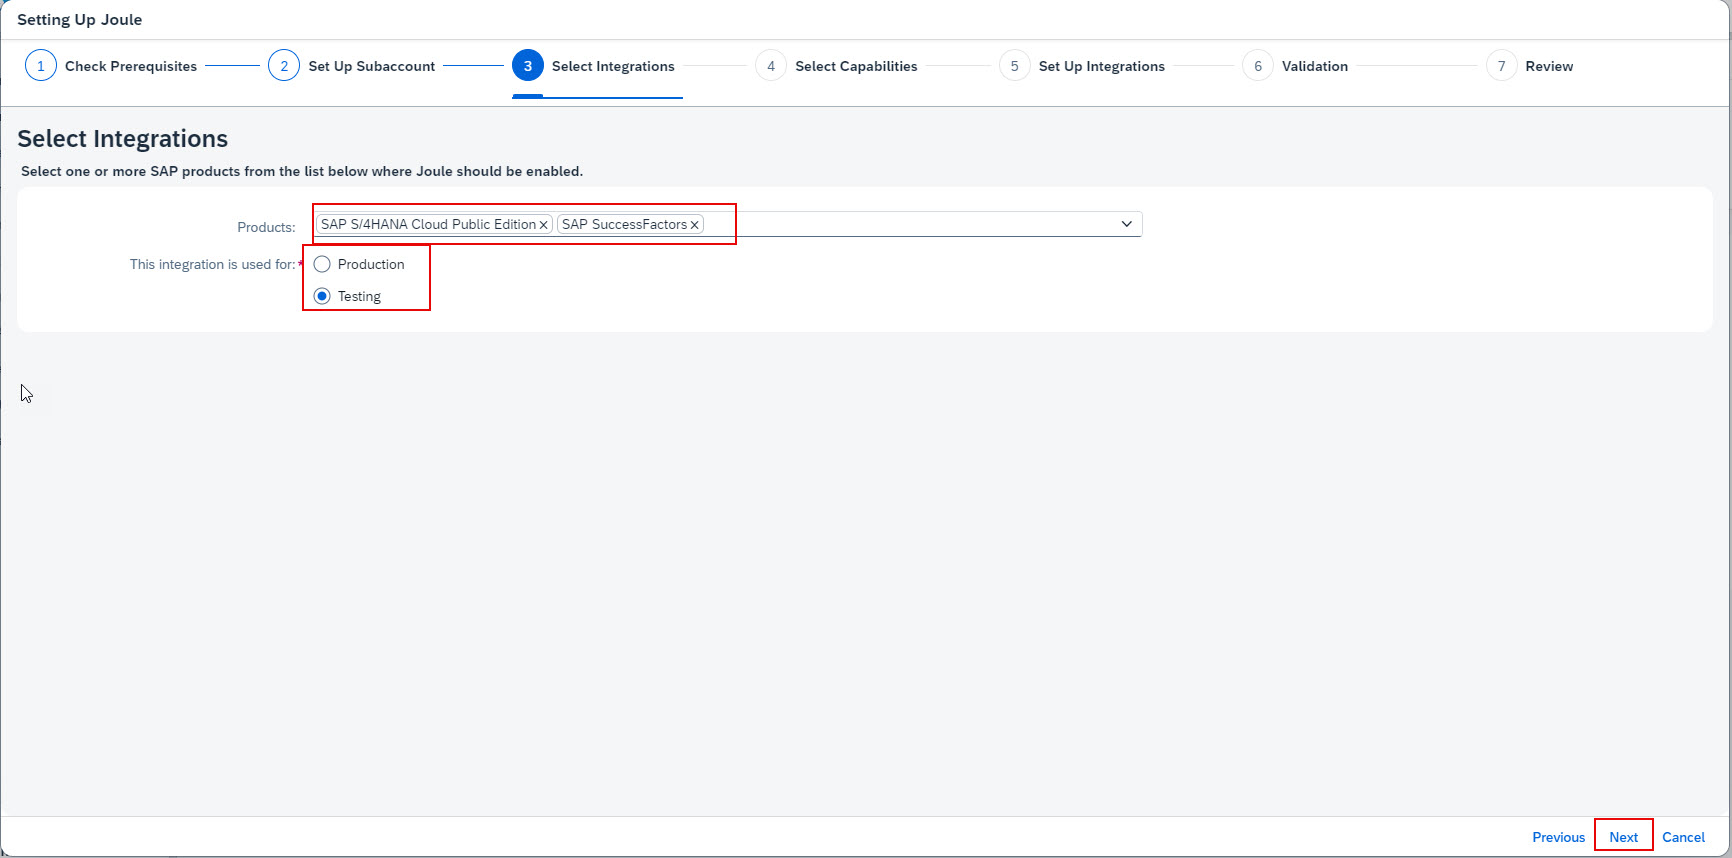 Setting Up Joule
1 Check Prerequisites 2 Set Up Subaccount 3 Select Integrations 4 Select Capabilities 5 Set Up Integrations 6 Validation 7 Review
Select Integrations
Select one or more SAP products from the list below where Joule should be enabled.
Products: SAP S/4HANA Cloud Public Edition SAP SuccessFactors
This integration is used for:* Production
Testing
Previous Next Cancel